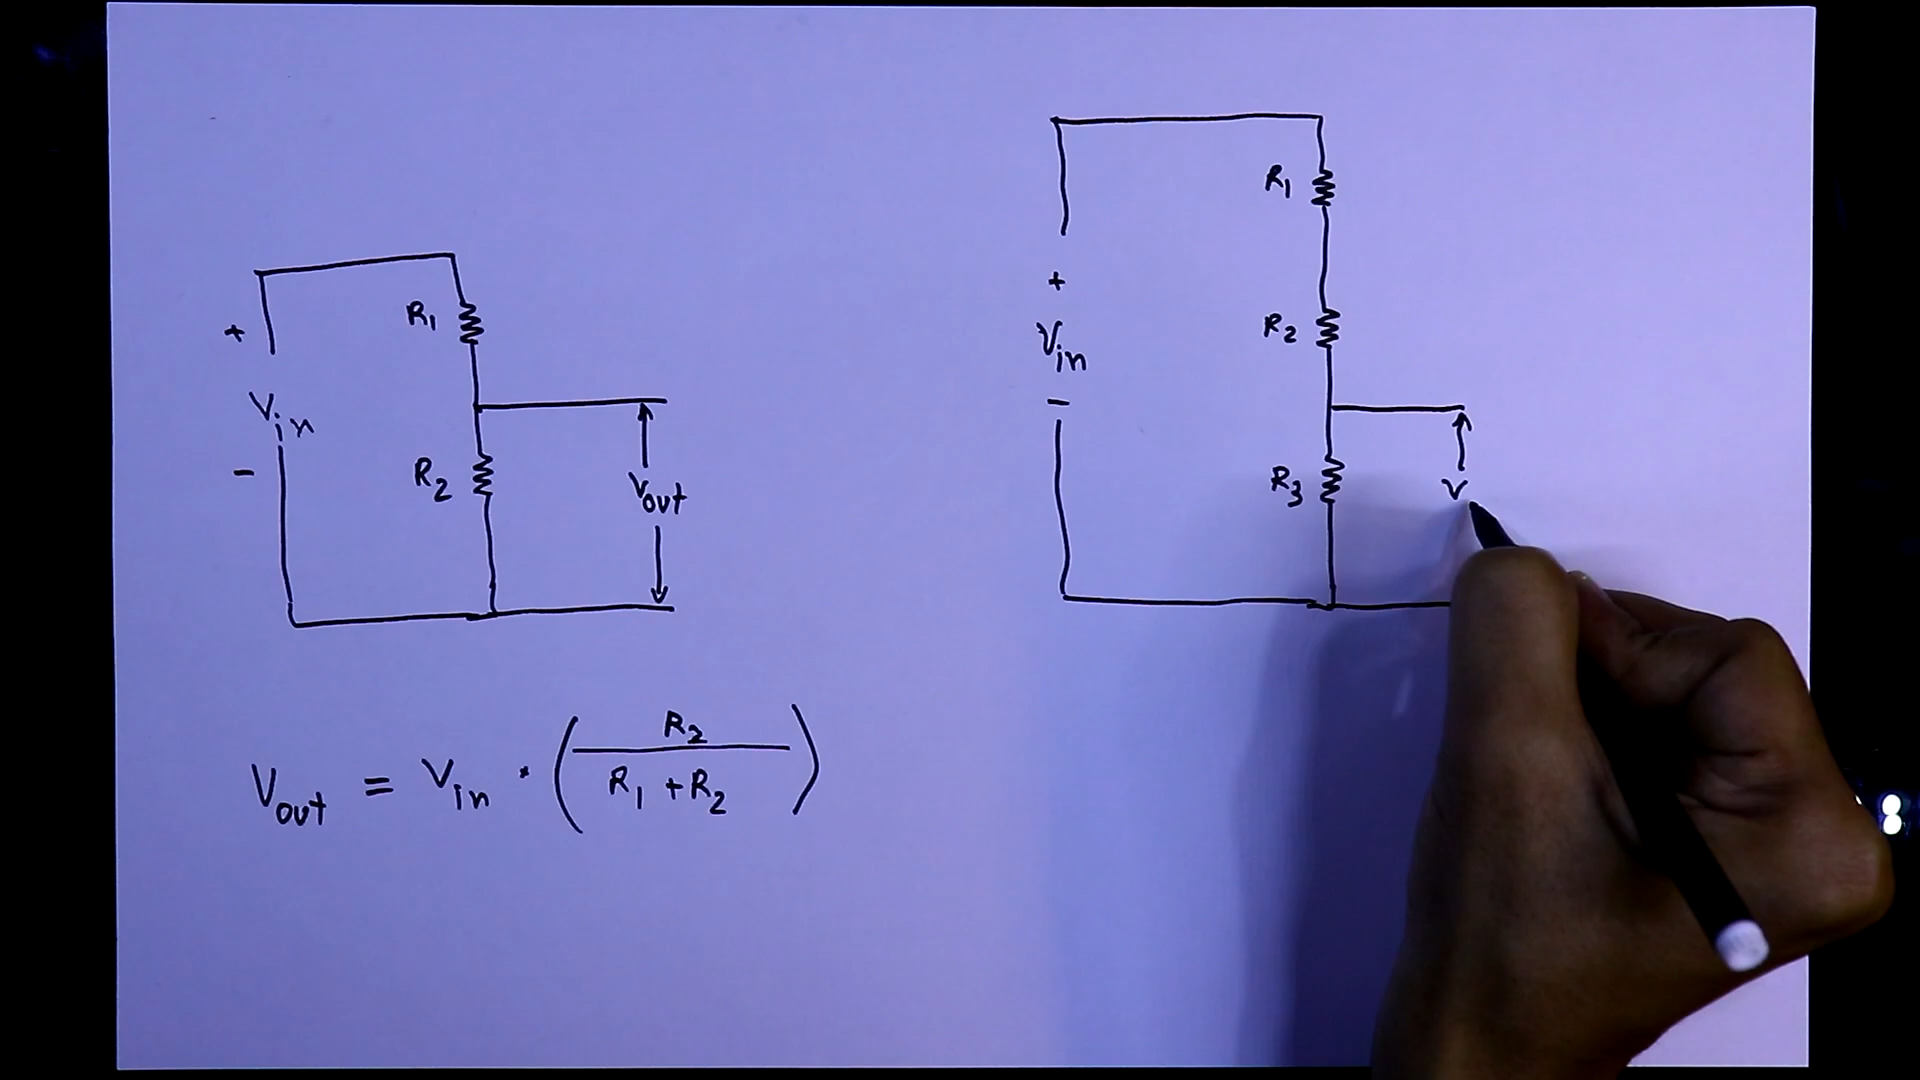 +
Vin
-
R1
R2
Vout
Vout = Vin · ( R2 / R1 + R2 )
+
Vin
-
R1
R2
R3
V